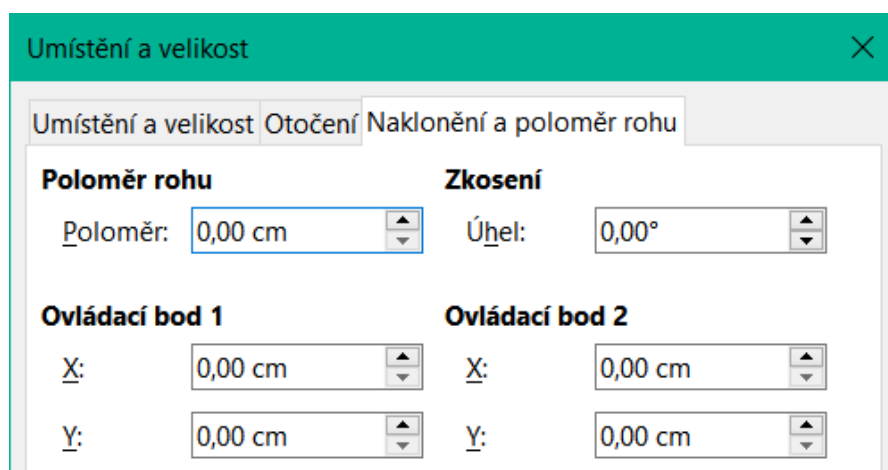 Umístění a velikost
Umístění a velikost Otočení Naklonění a poloměr rohu
Poloměr rohu Zkosení
Poloměr: 0,00 cm Úhel: 0,00°
Ovládací bod 1 Ovládací bod 2
X: 0,00 cm X: 0,00 cm
Y: 0,00 cm Y: 0,00 cm